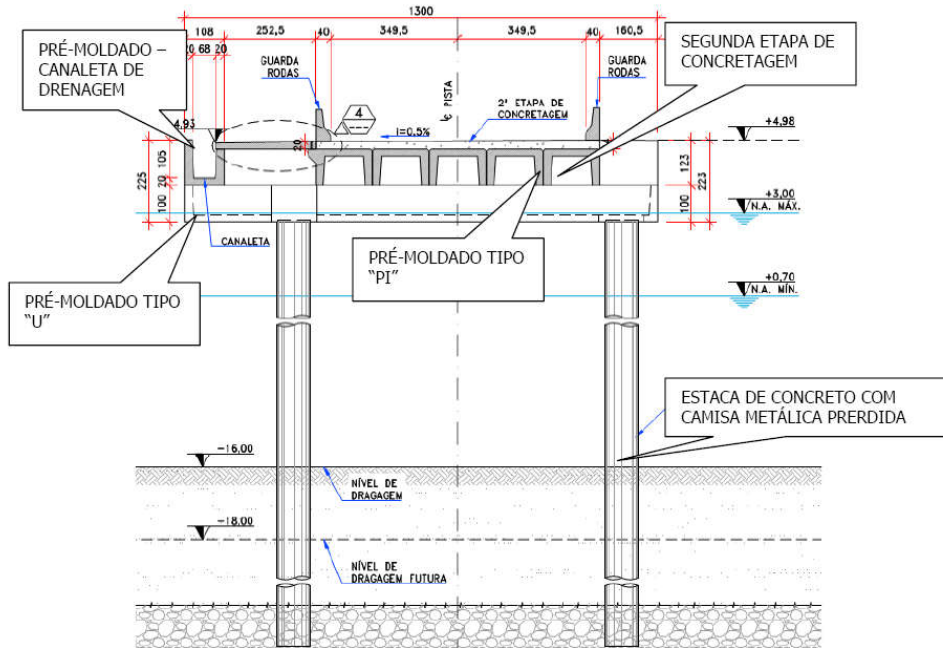 1300
108
252,5
40
349,5
349,5
40
160,5
20
68
20
PRÉ-MOLDADO –
CANALETA DE
DRENAGEM
GUARDA
RODAS
℄ PISTA
2ª ETAPA DE
CONCRETAGEM
GUARDA
RODAS
SEGUNDA ETAPA DE
CONCRETAGEM
4
i=0.5%
4,93
20
+4,98
225
105
20
100
123
100
223
+3,00
N.A. MÁX.
CANALETA
PRÉ-MOLDADO TIPO
"U"
PRÉ-MOLDADO TIPO
"PI"
+0,70
N.A. MÍN.
ESTACA DE CONCRETO COM
CAMISA METÁLICA PRERDIDA
-16,00
NÍVEL DE
DRAGAGEM
-18,00
NÍVEL DE
DRAGAGEM FUTURA